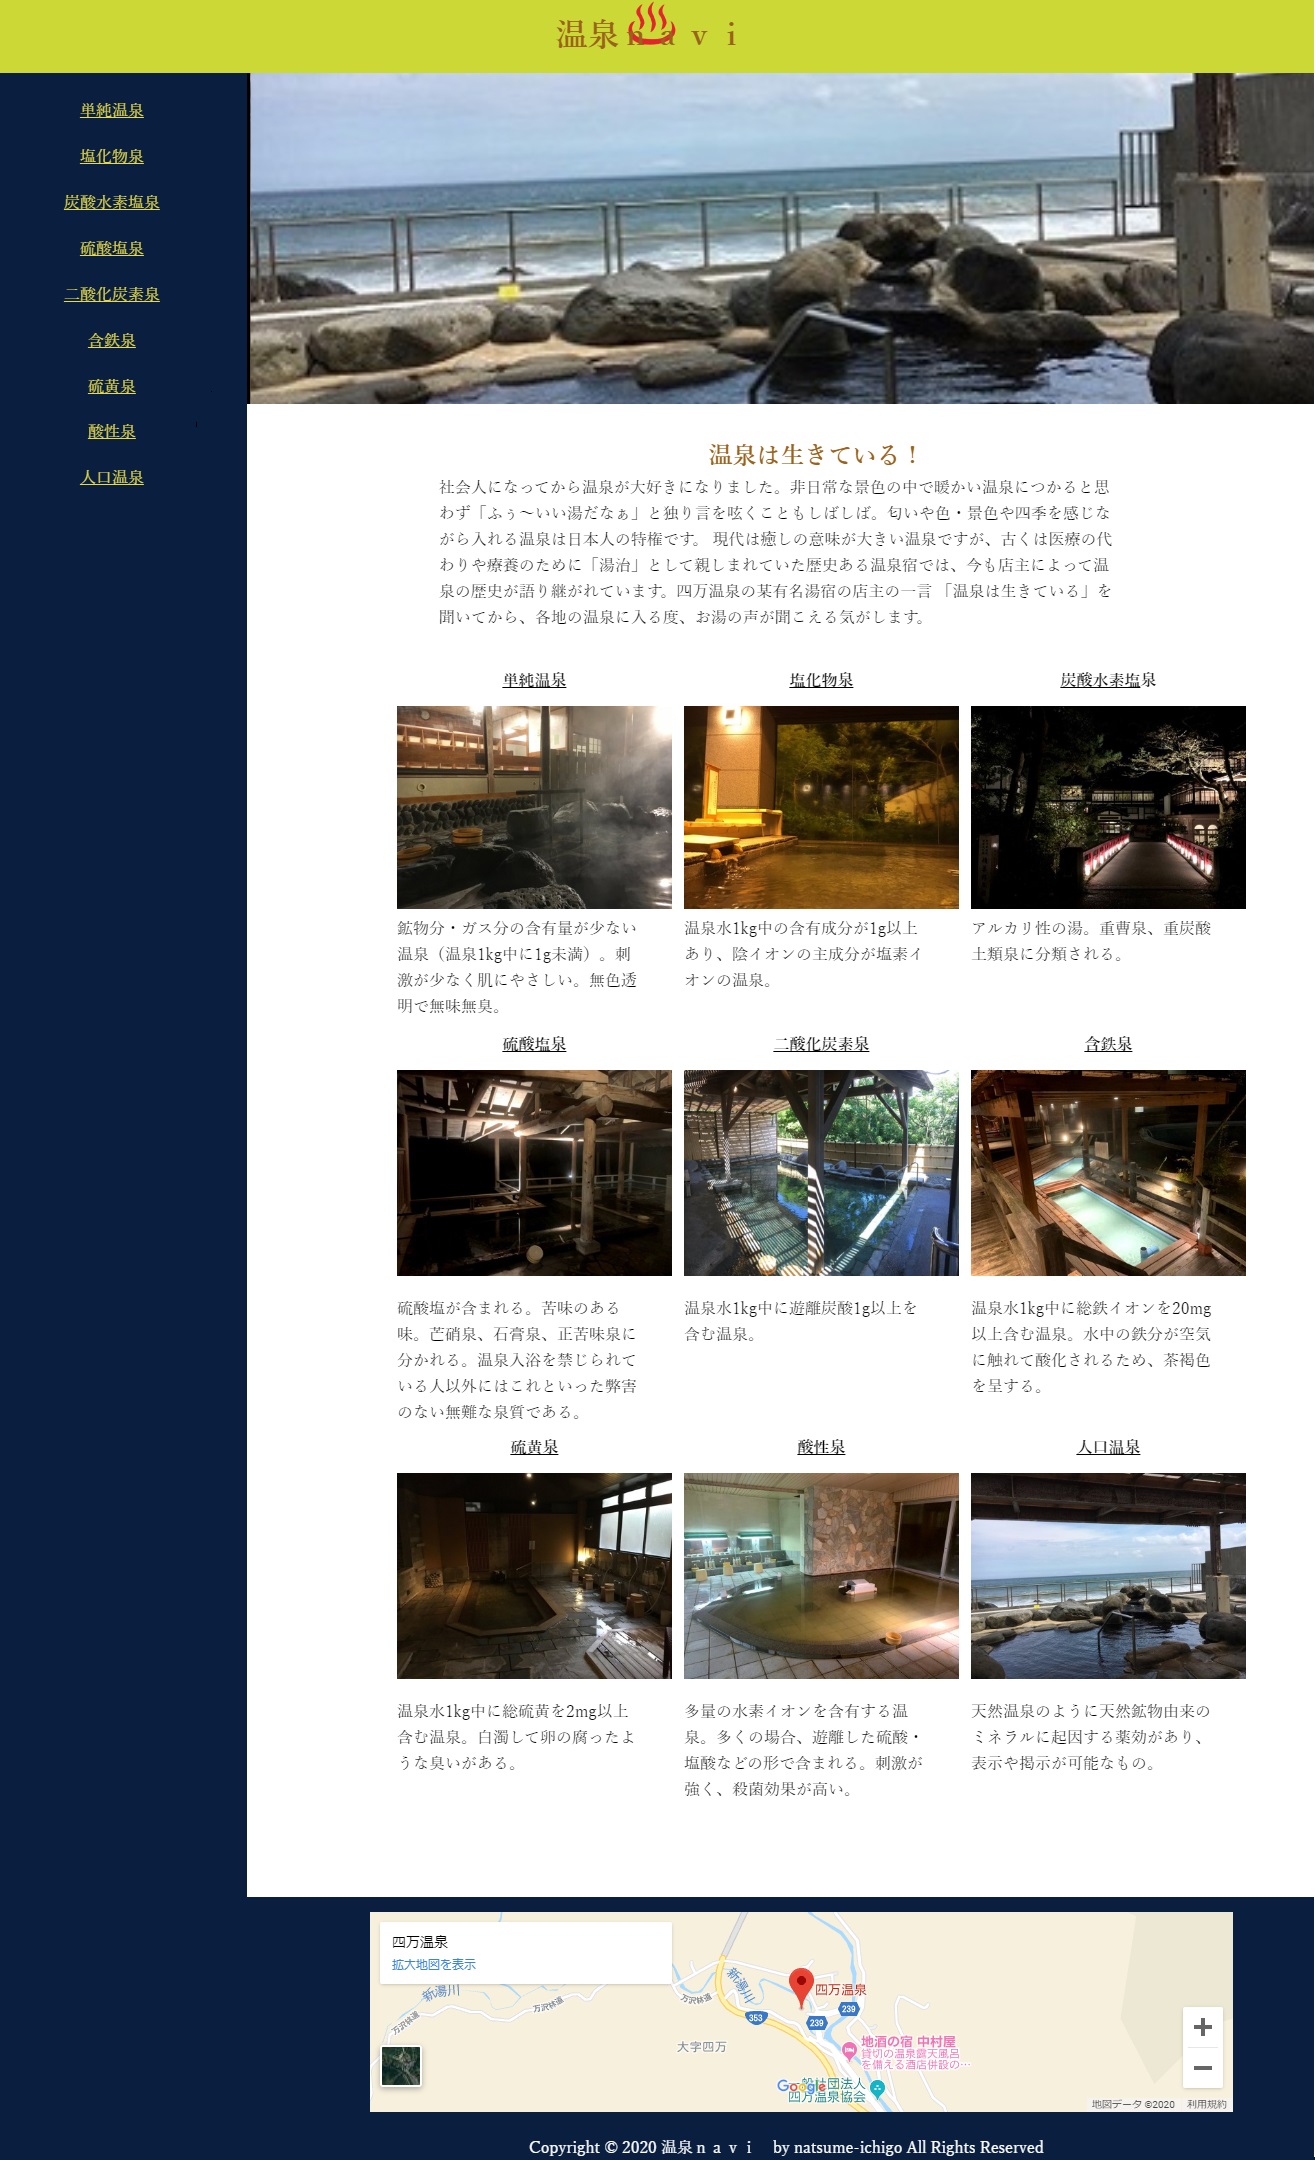 温泉ｎａｖｉ
単純温泉
塩化物泉
炭酸水素塩泉
硫酸塩泉
二酸化炭素泉
含鉄泉
硫黄泉
酸性泉
人口温泉
温泉は生きている！
社会人になってから温泉が大好きになりました。非日常な景色の中で暖かい温泉につかると思
わず「ふぅ〜いい湯だなぁ」と独り言を呟くこともしばしば。匂いや色・景色や四季を感じな
がら入れる温泉は日本人の特権です。 現代は癒しの意味が大きい温泉ですが、古くは医療の代
わりや療養のために「湯治」として親しまれていた歴史ある温泉宿では、今も店主によって温
泉の歴史が語り継がれています。四万温泉の某有名湯宿の店主の一言 「温泉は生きている」を
聞いてから、各地の温泉に入る度、お湯の声が聞こえる気がします。
単純温泉
鉱物分・ガス分の含有量が少ない
温泉（温泉1kg中に1g未満）。刺
激が少なく肌にやさしい。無色透
明で無味無臭。
塩化物泉
温泉水1kg中の含有成分が1g以上
あり、陰イオンの主成分が塩素イ
オンの温泉。
炭酸水素塩泉
アルカリ性の湯。重曹泉、重炭酸
土類泉に分類される。
硫酸塩泉
硫酸塩が含まれる。苦味のある
味。芒硝泉、石膏泉、正苦味泉に
分かれる。温泉入浴を禁じられて
いる人以外にはこれといった弊害
のない無難な泉質である。
二酸化炭素泉
温泉水1kg中に遊離炭酸1g以上を
含む温泉。
含鉄泉
温泉水1kg中に総鉄イオンを20mg
以上含む温泉。水中の鉄分が空気
に触れて酸化されるため、茶褐色
を呈する。
硫黄泉
温泉水1kg中に総硫黄を2mg以上
含む温泉。白濁して卵の腐ったよ
うな臭いがある。
酸性泉
多量の水素イオンを含有する温
泉。多くの場合、遊離した硫酸・
塩酸などの形で含まれる。刺激が
強く、殺菌効果が高い。
人口温泉
天然温泉のように天然鉱物由来の
ミネラルに起因する薬効があり、
表示や掲示が可能なもの。
四万温泉
拡大地図を表示
新湯川
万沢林道
万沢林道
万沢林道
新湯川
353
239
239
四万温泉
大字四万
地酒の宿 中村屋
貸切の温泉露天風呂
を備える酒店併設の…
一般社団法人
四万温泉協会
Google
地図データ ©2020
利用規約
Copyright © 2020 温泉ｎａｖｉ　by natsume-ichigo All Rights Reserved